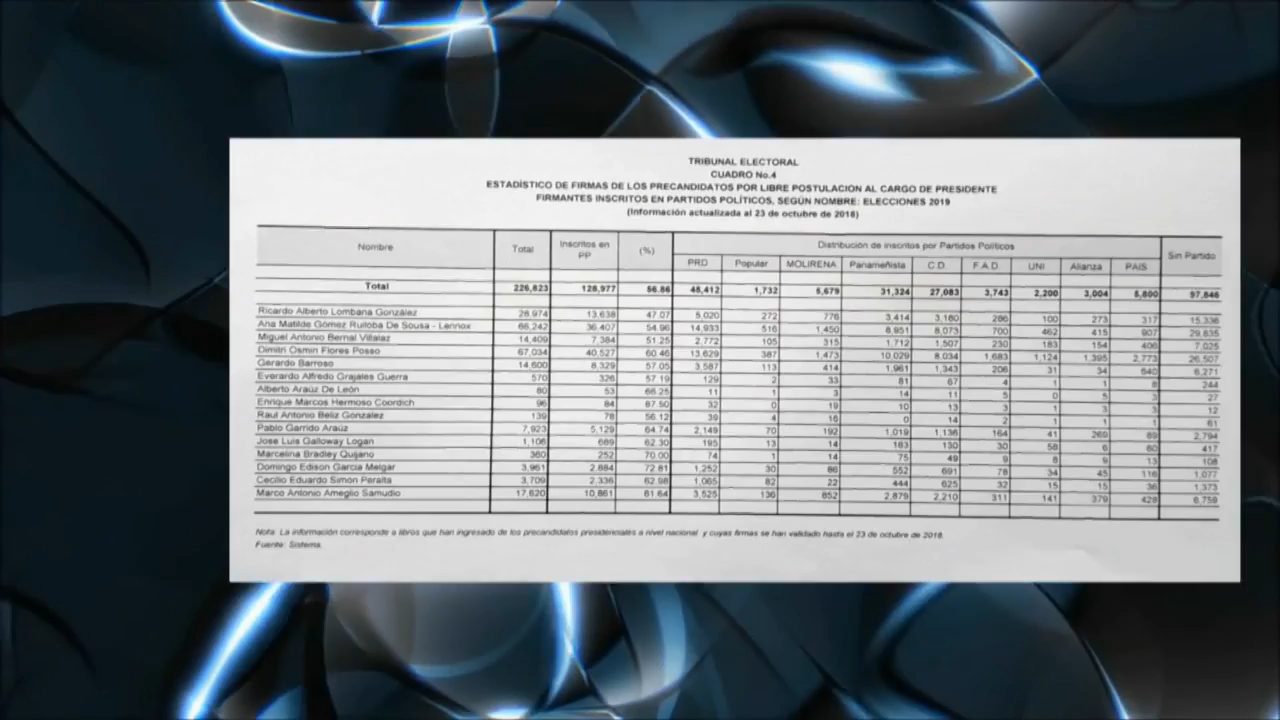 TRIBUNAL ELECTORAL
CUADRO No.4
ESTADÍSTICO DE FIRMAS DE LOS PRECANDIDATOS POR LIBRE POSTULACION AL CARGO DE PRESIDENTE
FIRMANTES INSCRITOS EN PARTIDOS POLÍTICOS, SEGÚN NOMBRE: ELECCIONES 2019
(Información actualizada al 23 de octubre de 2018)
Nombre Total Inscritos en PP (%) Distribución de inscritos por Partidos Políticos Sin Partido
PRD Popular MOLIRENA Panameñista C.D. F.A.D. UNI Alianza PAIS
Total 226,823 128,977 56.86 48,412 1,732 5,679 31,324 27,083 3,743 2,200 3,004 5,800 97,846
Ricardo Alberto Lombana González 28,974 13,638 47.07 5,020 272 776 3,414 3,180 286 100 273 317 15,336
Ana Matilde Gómez Ruiloba De Sousa - Lennox 66,242 36,407 54.96 14,933 516 1,450 8,951 8,073 700 462 415 907 29,835
Miguel Antonio Bernal Villalaz 14,409 7,384 51.25 2,772 105 315 1,712 1,507 230 183 154 406 7,025
Dimitri Osmin Flores Posso 67,034 40,527 60.46 13,629 387 1,473 10,029 8,034 1,683 1,124 1,395 2,773 26,507
Gerardo Barroso 14,600 8,329 57.05 3,587 113 414 1,961 1,343 206 31 34 640 6,271
Everardo Alfredo Grajales Guerra 570 326 57.19 129 2 33 81 67 4 1 1 8 244
Alberto Araúz De León 80 53 66.25 11 1 3 14 11 5 0 5 3 27
Enrique Marcos Hermoso Coordich 96 84 87.50 32 0 19 10 13 3 1 3 3 12
Raul Antonio Beliz Gonzalez 139 78 56.12 39 4 16 0 14 2 1 1 1 61
Pablo Garrido Araúz 7,923 5,129 64.74 2,149 70 192 1,019 1,136 164 41 269 89 2,794
Jose Luis Galloway Logan 1,106 689 62.30 195 13 14 183 130 30 58 6 60 417
Marcelina Bradley Quijano 360 252 70.00 74 1 14 75 49 9 8 9 13 108
Domingo Edison Garcia Melgar 3,961 2,884 72.81 1,252 30 86 552 691 78 34 45 116 1,077
Cecilio Eduardo Simon Peralta 3,709 2,336 62.98 1,065 82 22 444 625 32 15 15 36 1,373
Marco Antonio Ameglio Samudio 17,620 10,861 61.64 3,525 136 852 2,879 2,210 311 141 379 428 6,759
Nota: La información corresponde a libros que han ingresado de los precandidatos presidenciales a nivel nacional y cuyas firmas se han validado hasta el 23 de octubre de 2018.
Fuente: Sistema.